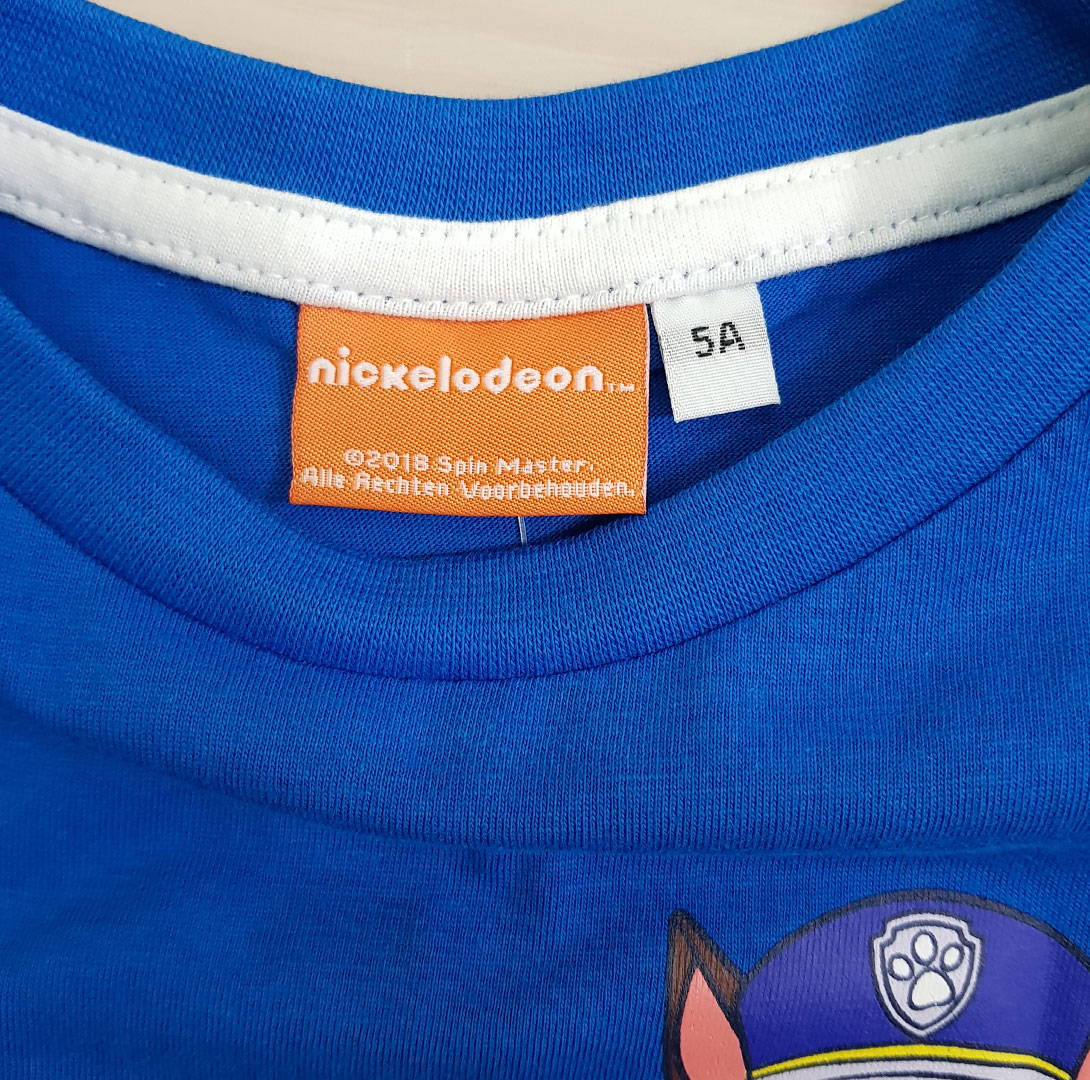 nickelodeon™
5A
©2018 Spin Master.
Alle Rechten Voorbehouden.